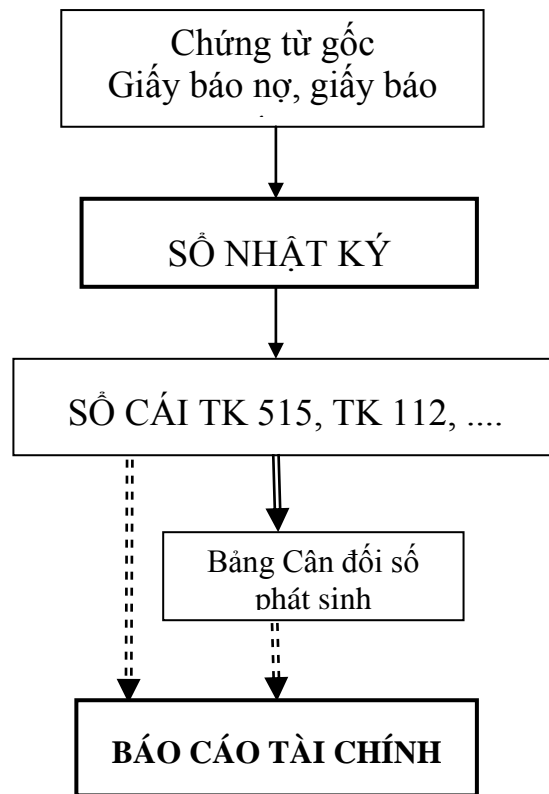 Chứng từ gốc
Giấy báo nợ, giấy báo
SỔ NHẬT KÝ
SỔ CÁI TK 515, TK 112, ....
Bảng Cân đối số
phát sinh
BÁO CÁO TÀI CHÍNH